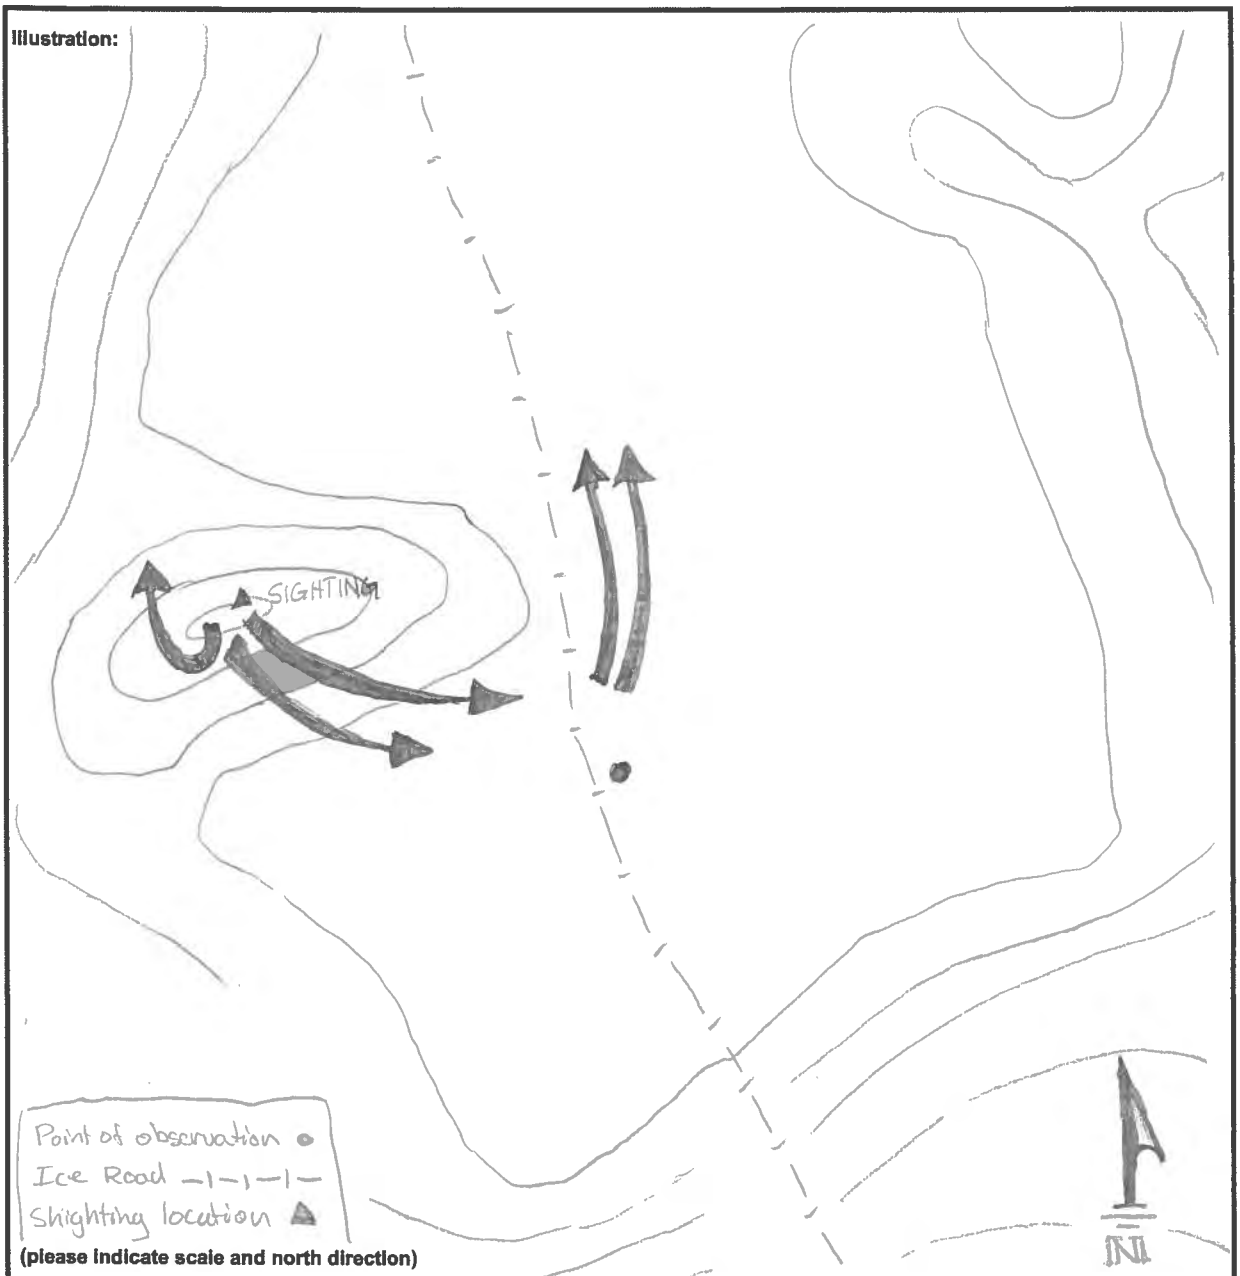 Illustration:
SIGHTING
Point of observation
Ice Road
Shighting location
(please indicate scale and north direction)
N